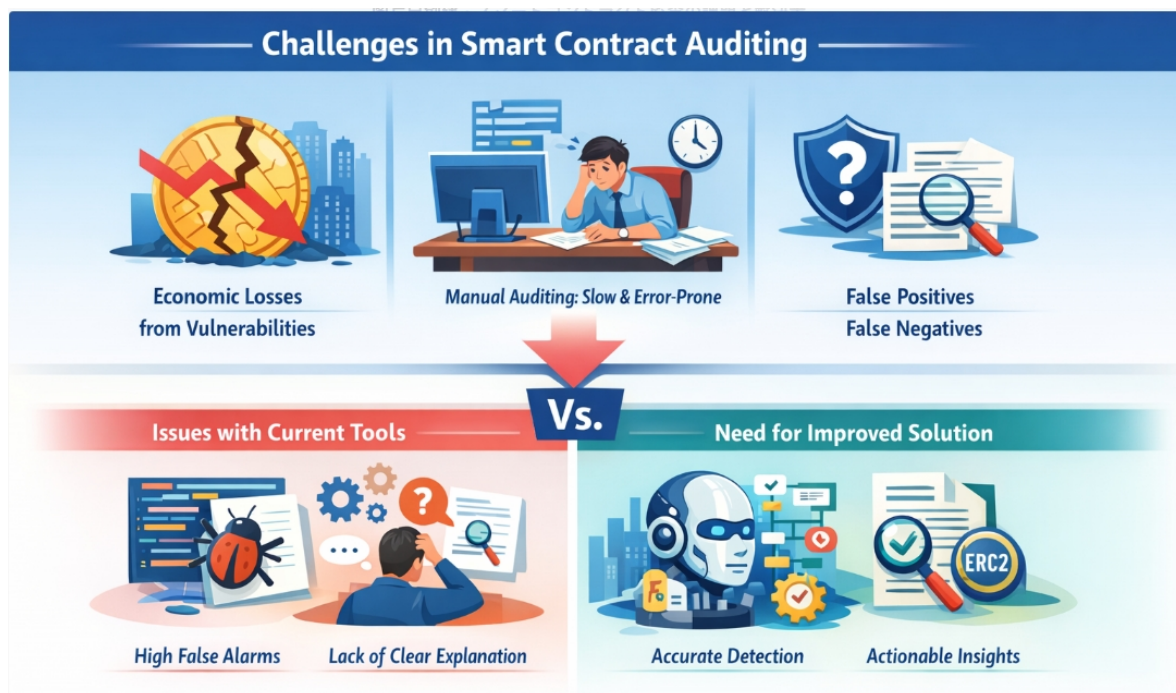 Challenges in Smart Contract Auditing
Economic Losses
from Vulnerabilities
Manual Auditing: Slow & Error-Prone
False Positives
False Negatives
Vs.
Issues with Current Tools
Need for Improved Solution
ERC2
High False Alarms
Lack of Clear Explanation
Accurate Detection
Actionable Insights